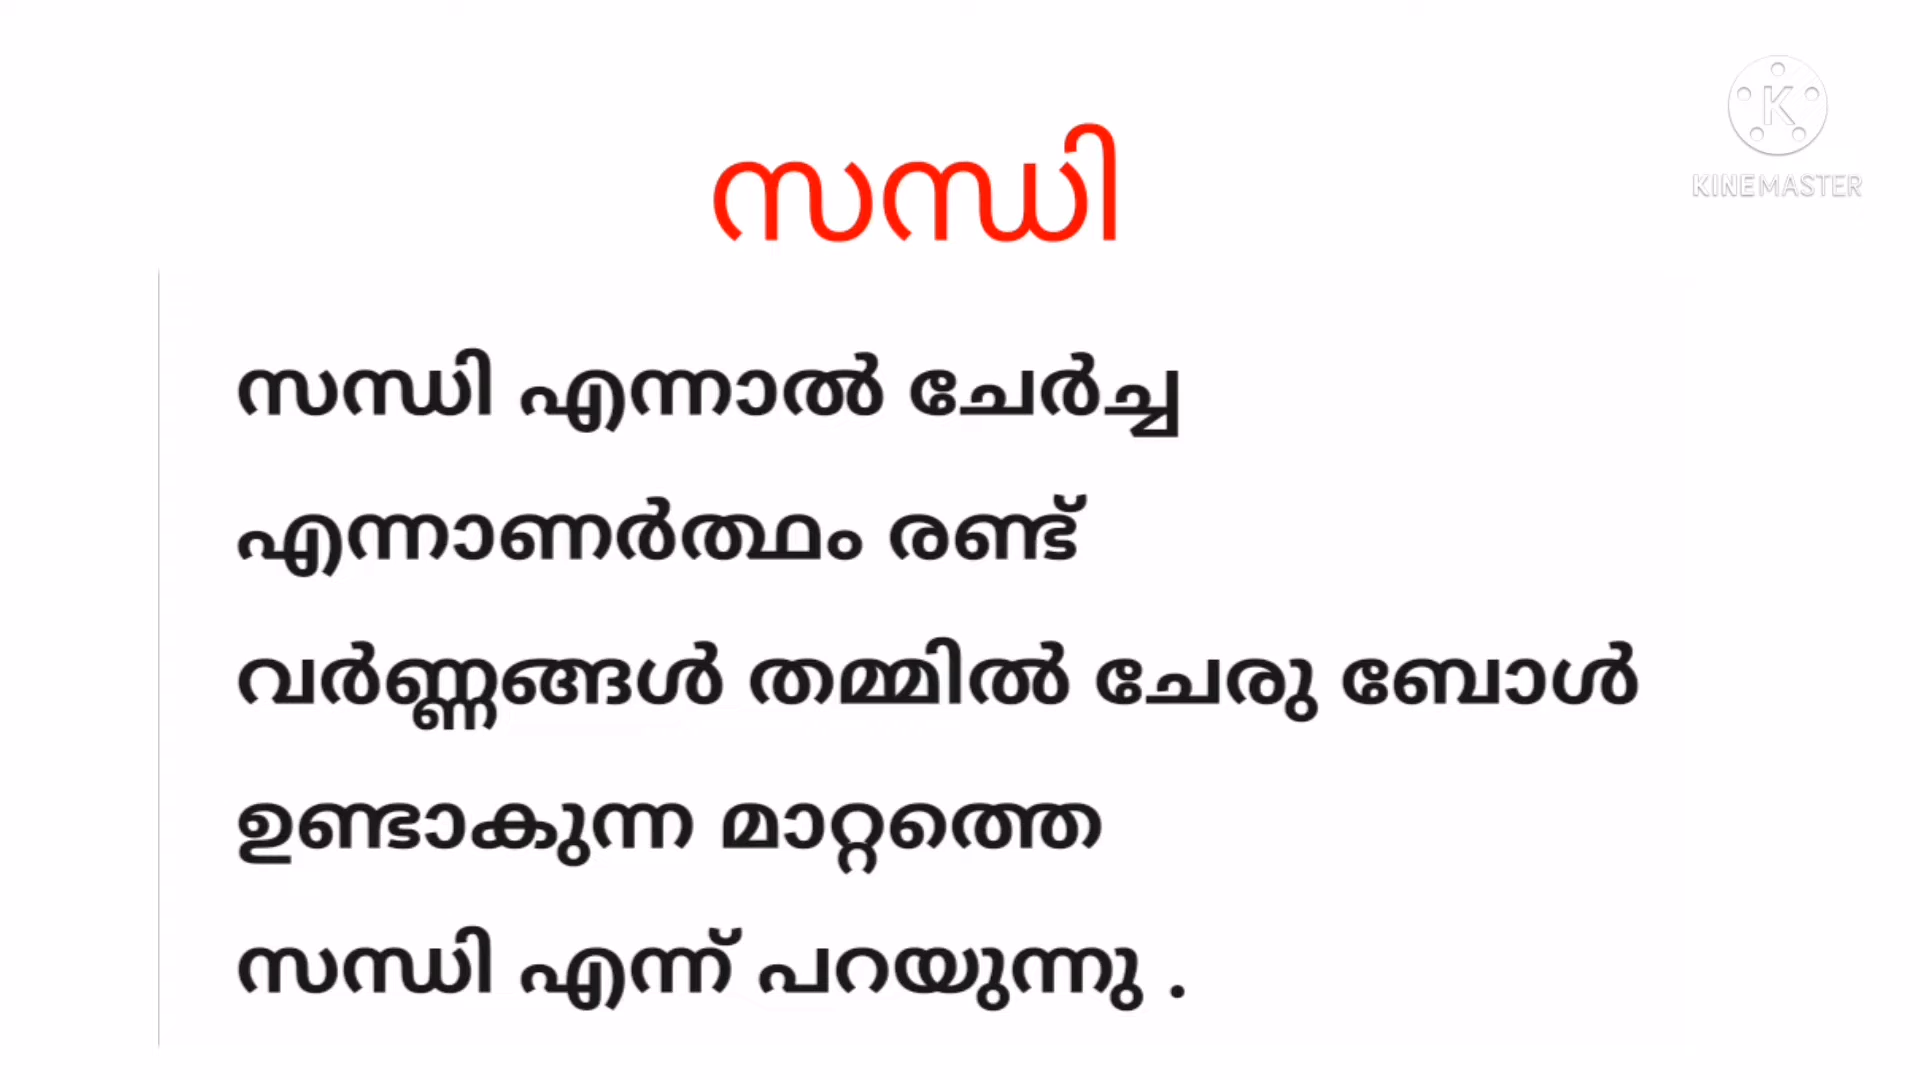 സന്ധി
KINEMASTER
സന്ധി എന്നാൽ ചേർച്ച
എന്നാണർത്ഥം രണ്ട്
വർണ്ണങ്ങൾ തമ്മിൽ ചേരു ബോൾ
ഉണ്ടാകുന്ന മാറ്റത്തെ
സന്ധി എന്ന് പറയുന്നു .